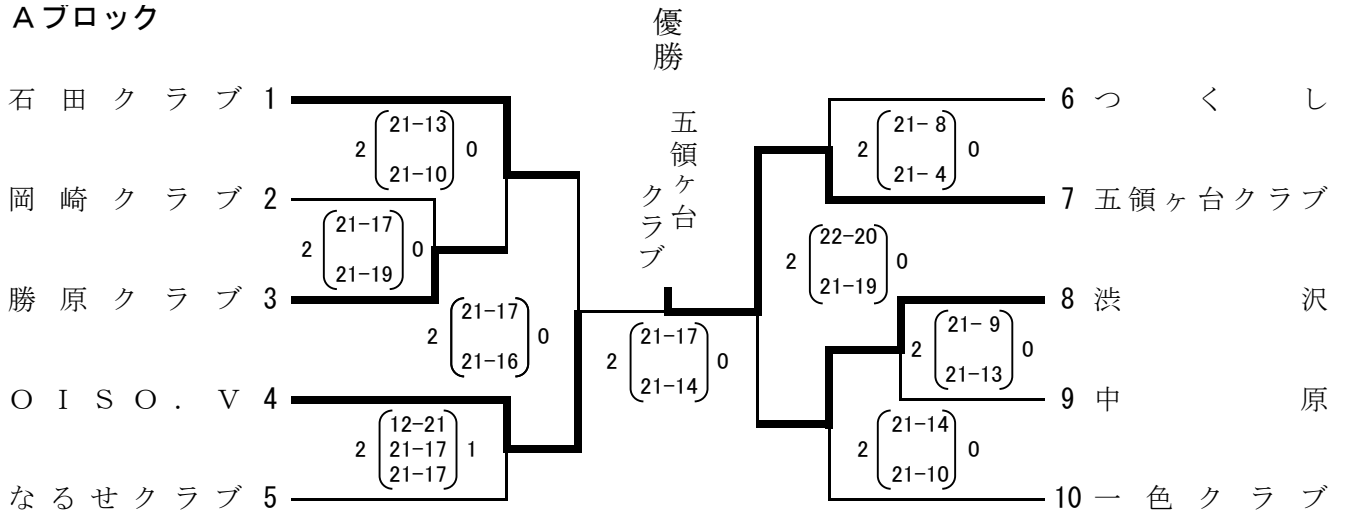 Aブロック
優勝
五領ヶ台クラブ
石田クラブ 1
2 21-13 0
21-10
岡崎クラブ 2
2 21-17 0
21-19
勝原クラブ 3
2 21-17 0
21-16
OISO.V 4
2 12-21 1
21-17
21-17
なるせクラブ 5
2 21-17 0
21-14
6 つくし
2 21- 8 0
21- 4
7 五領ヶ台クラブ
2 22-20 0
21-19
8 渋沢
2 21- 9 0
21-13
9 中原
2 21-14 0
21-10
10 一色クラブ